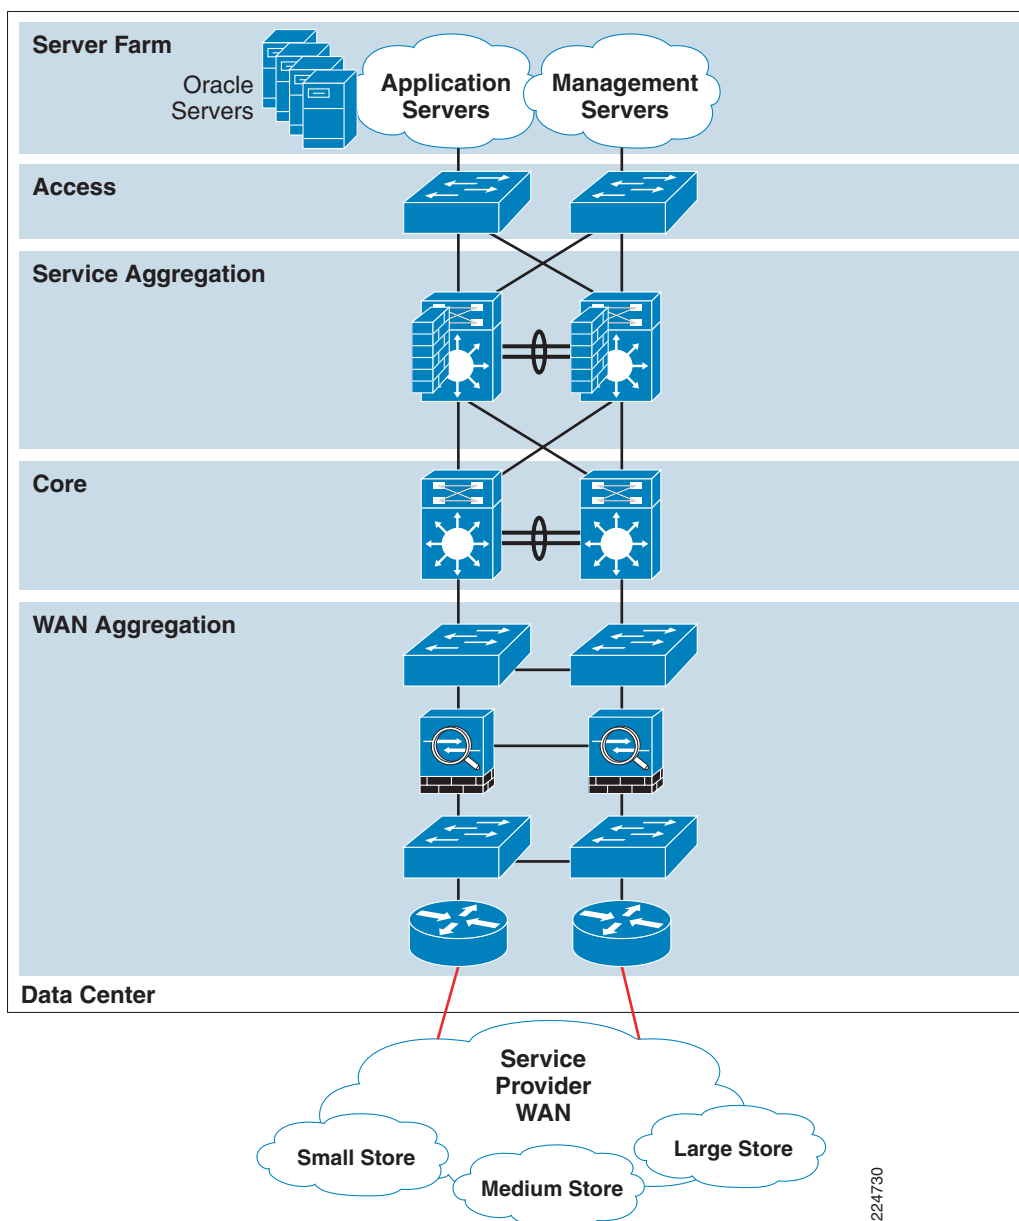 Server Farm
Oracle
Servers
Application
Servers
Management
Servers
Access
Service Aggregation
Core
WAN Aggregation
Data Center
Service
Provider
WAN
Small Store
Medium Store
Large Store
224730